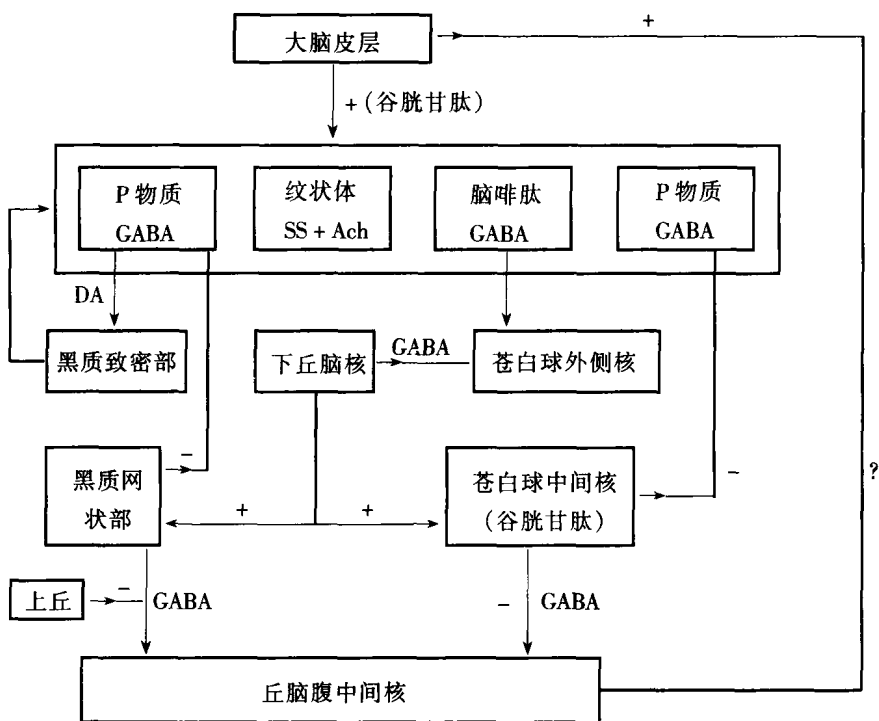 大脑皮层
+
+(谷胱甘肽)
P物质
GABA
纹状体
SS + Ach
脑啡肽
GABA
P物质
GABA
DA
黑质致密部
下丘脑核
GABA
苍白球外侧核
黑质网
状部
−
+
+
苍白球中间核
(谷胱甘肽)
−
?
上丘
−
GABA
−
GABA
丘脑腹中间核